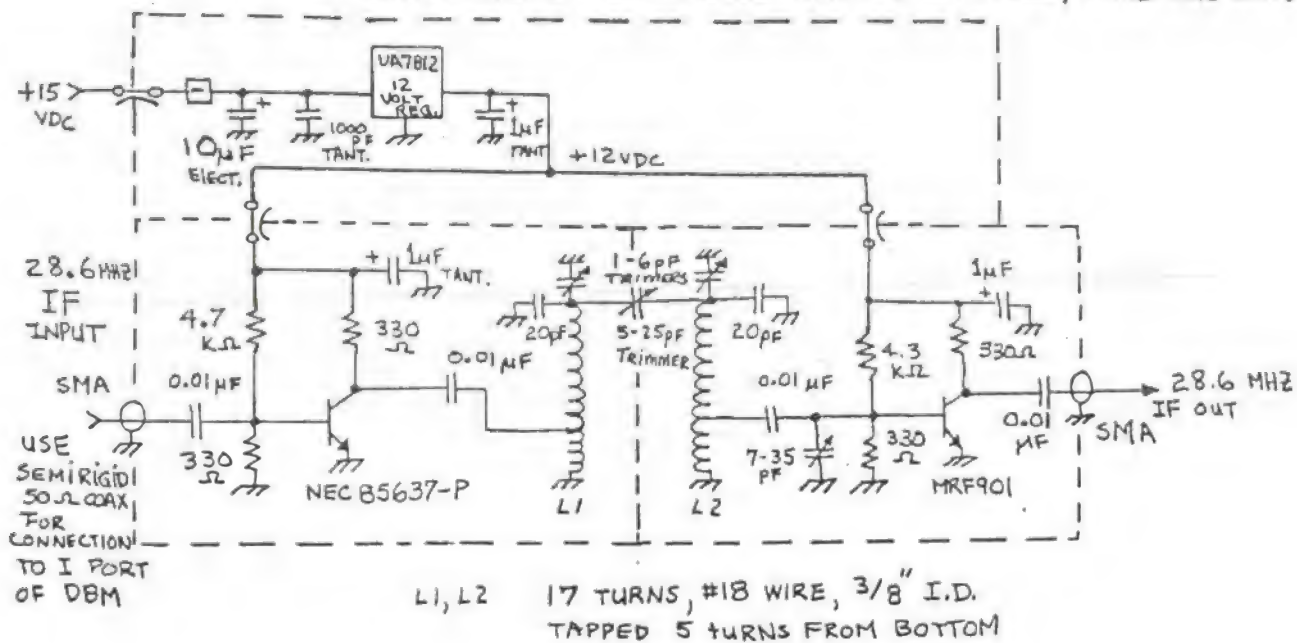 UA7812
12
VOLT
REG.
+15
VDC
10µF
ELECT.
1000
PF
TANT.
+
+
1µF
TANT
+12VDC
28.6 MHZ
IF
INPUT
SMA
USE
SEMIRIGID
50Ω COAX
FOR
CONNECTION
TO I PORT
OF DBM
4.7
KΩ
0.01µF
330
Ω
330
Ω
+
1µF
TANT.
NEC 85637-P
0.01µF
20pF
1-6pF
TRIMMERS
5-25pF
TRIMMER
20pF
L1
L2
0.01µF
7-35
pF
4.3
KΩ
330
Ω
1µF
+
330Ω
MRF901
0.01
µF
SMA
28.6 MHZ
IF OUT
L1, L2 17 TURNS, #18 WIRE, 3/8" I.D.
TAPPED 5 TURNS FROM BOTTOM